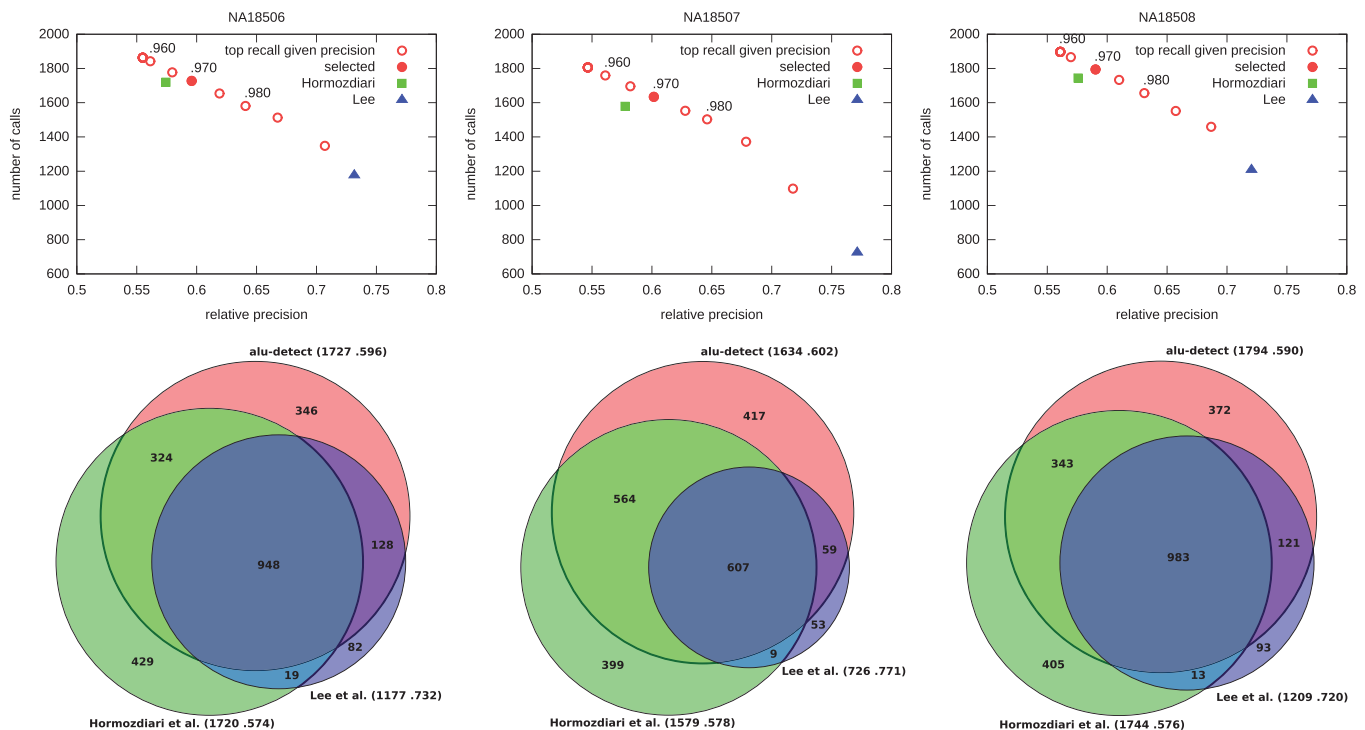 NA18506
2000
1800
1600
1400
1200
1000
800
600
number of calls
.960
.970
.980
top recall given precision
selected
Hormozdiari
Lee
0.5 0.55 0.6 0.65 0.7 0.75 0.8
relative precision
NA18507
2000
1800
1600
1400
1200
1000
800
600
number of calls
.960
.970
.980
top recall given precision
selected
Hormozdiari
Lee
0.5 0.55 0.6 0.65 0.7 0.75 0.8
relative precision
NA18508
2000
1800
1600
1400
1200
1000
800
600
number of calls
.960
.970
.980
top recall given precision
selected
Hormozdiari
Lee
0.5 0.55 0.6 0.65 0.7 0.75 0.8
relative precision
alu-detect (1727 .596)
346
324
128
948
82
429
19
Lee et al. (1177 .732)
Hormozdiari et al. (1720 .574)
alu-detect (1634 .602)
417
564
59
607
53
9
399
Lee et al. (726 .771)
Hormozdiari et al. (1579 .578)
alu-detect (1794 .590)
372
343
121
983
93
405
13
Lee et al. (1209 .720)
Hormozdiari et al. (1744 .576)